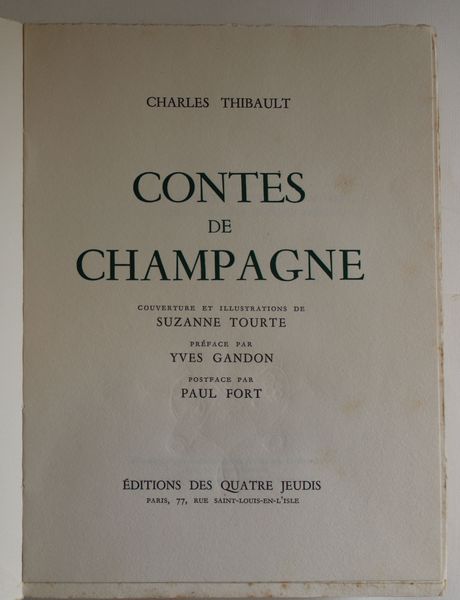 CHARLES THIBAULT
CONTES
DE
CHAMPAGNE
COUVERTURE ET ILLUSTRATIONS DE
SUZANNE TOURTE
PRÉFACE PAR
YVES GANDON
POSTFACE PAR
PAUL FORT
ÉDITIONS DES QUATRE JEUDIS
PARIS, 77, RUE SAINT-LOUIS-EN-L'ISLE